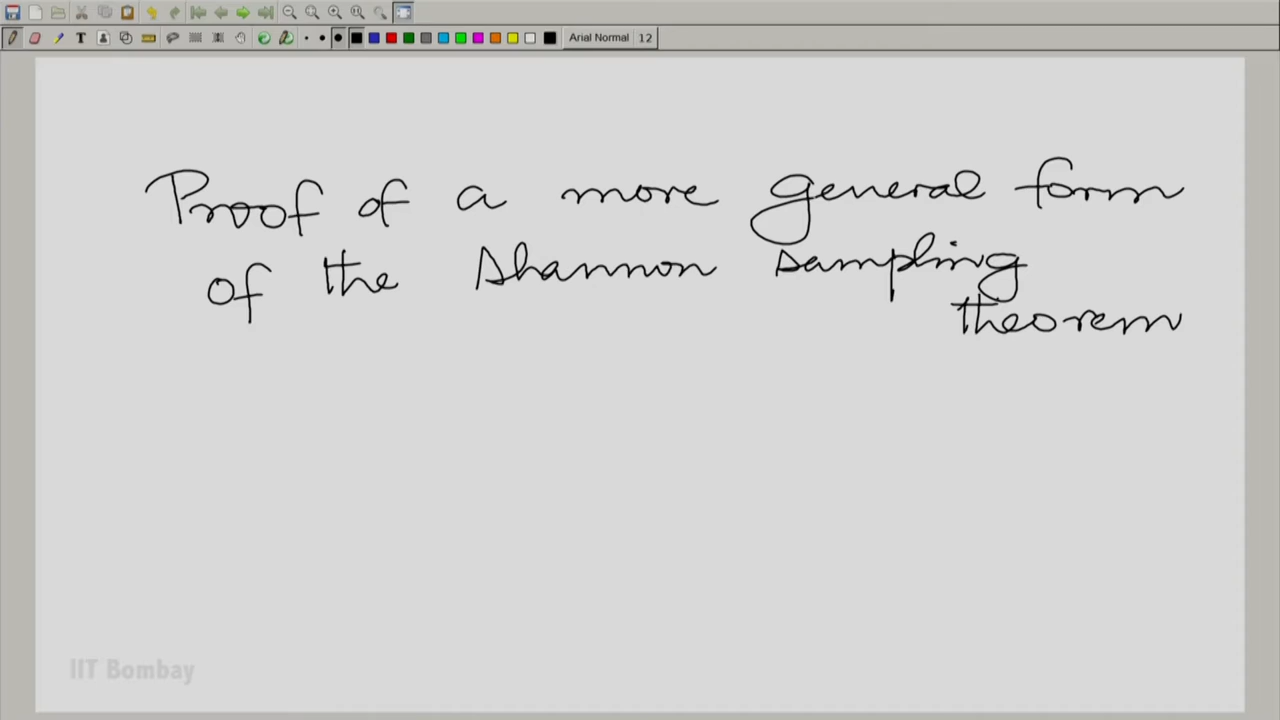 Arial Normal 12
Proof of a more general form
of the Shannon sampling
theorem
IIT Bombay